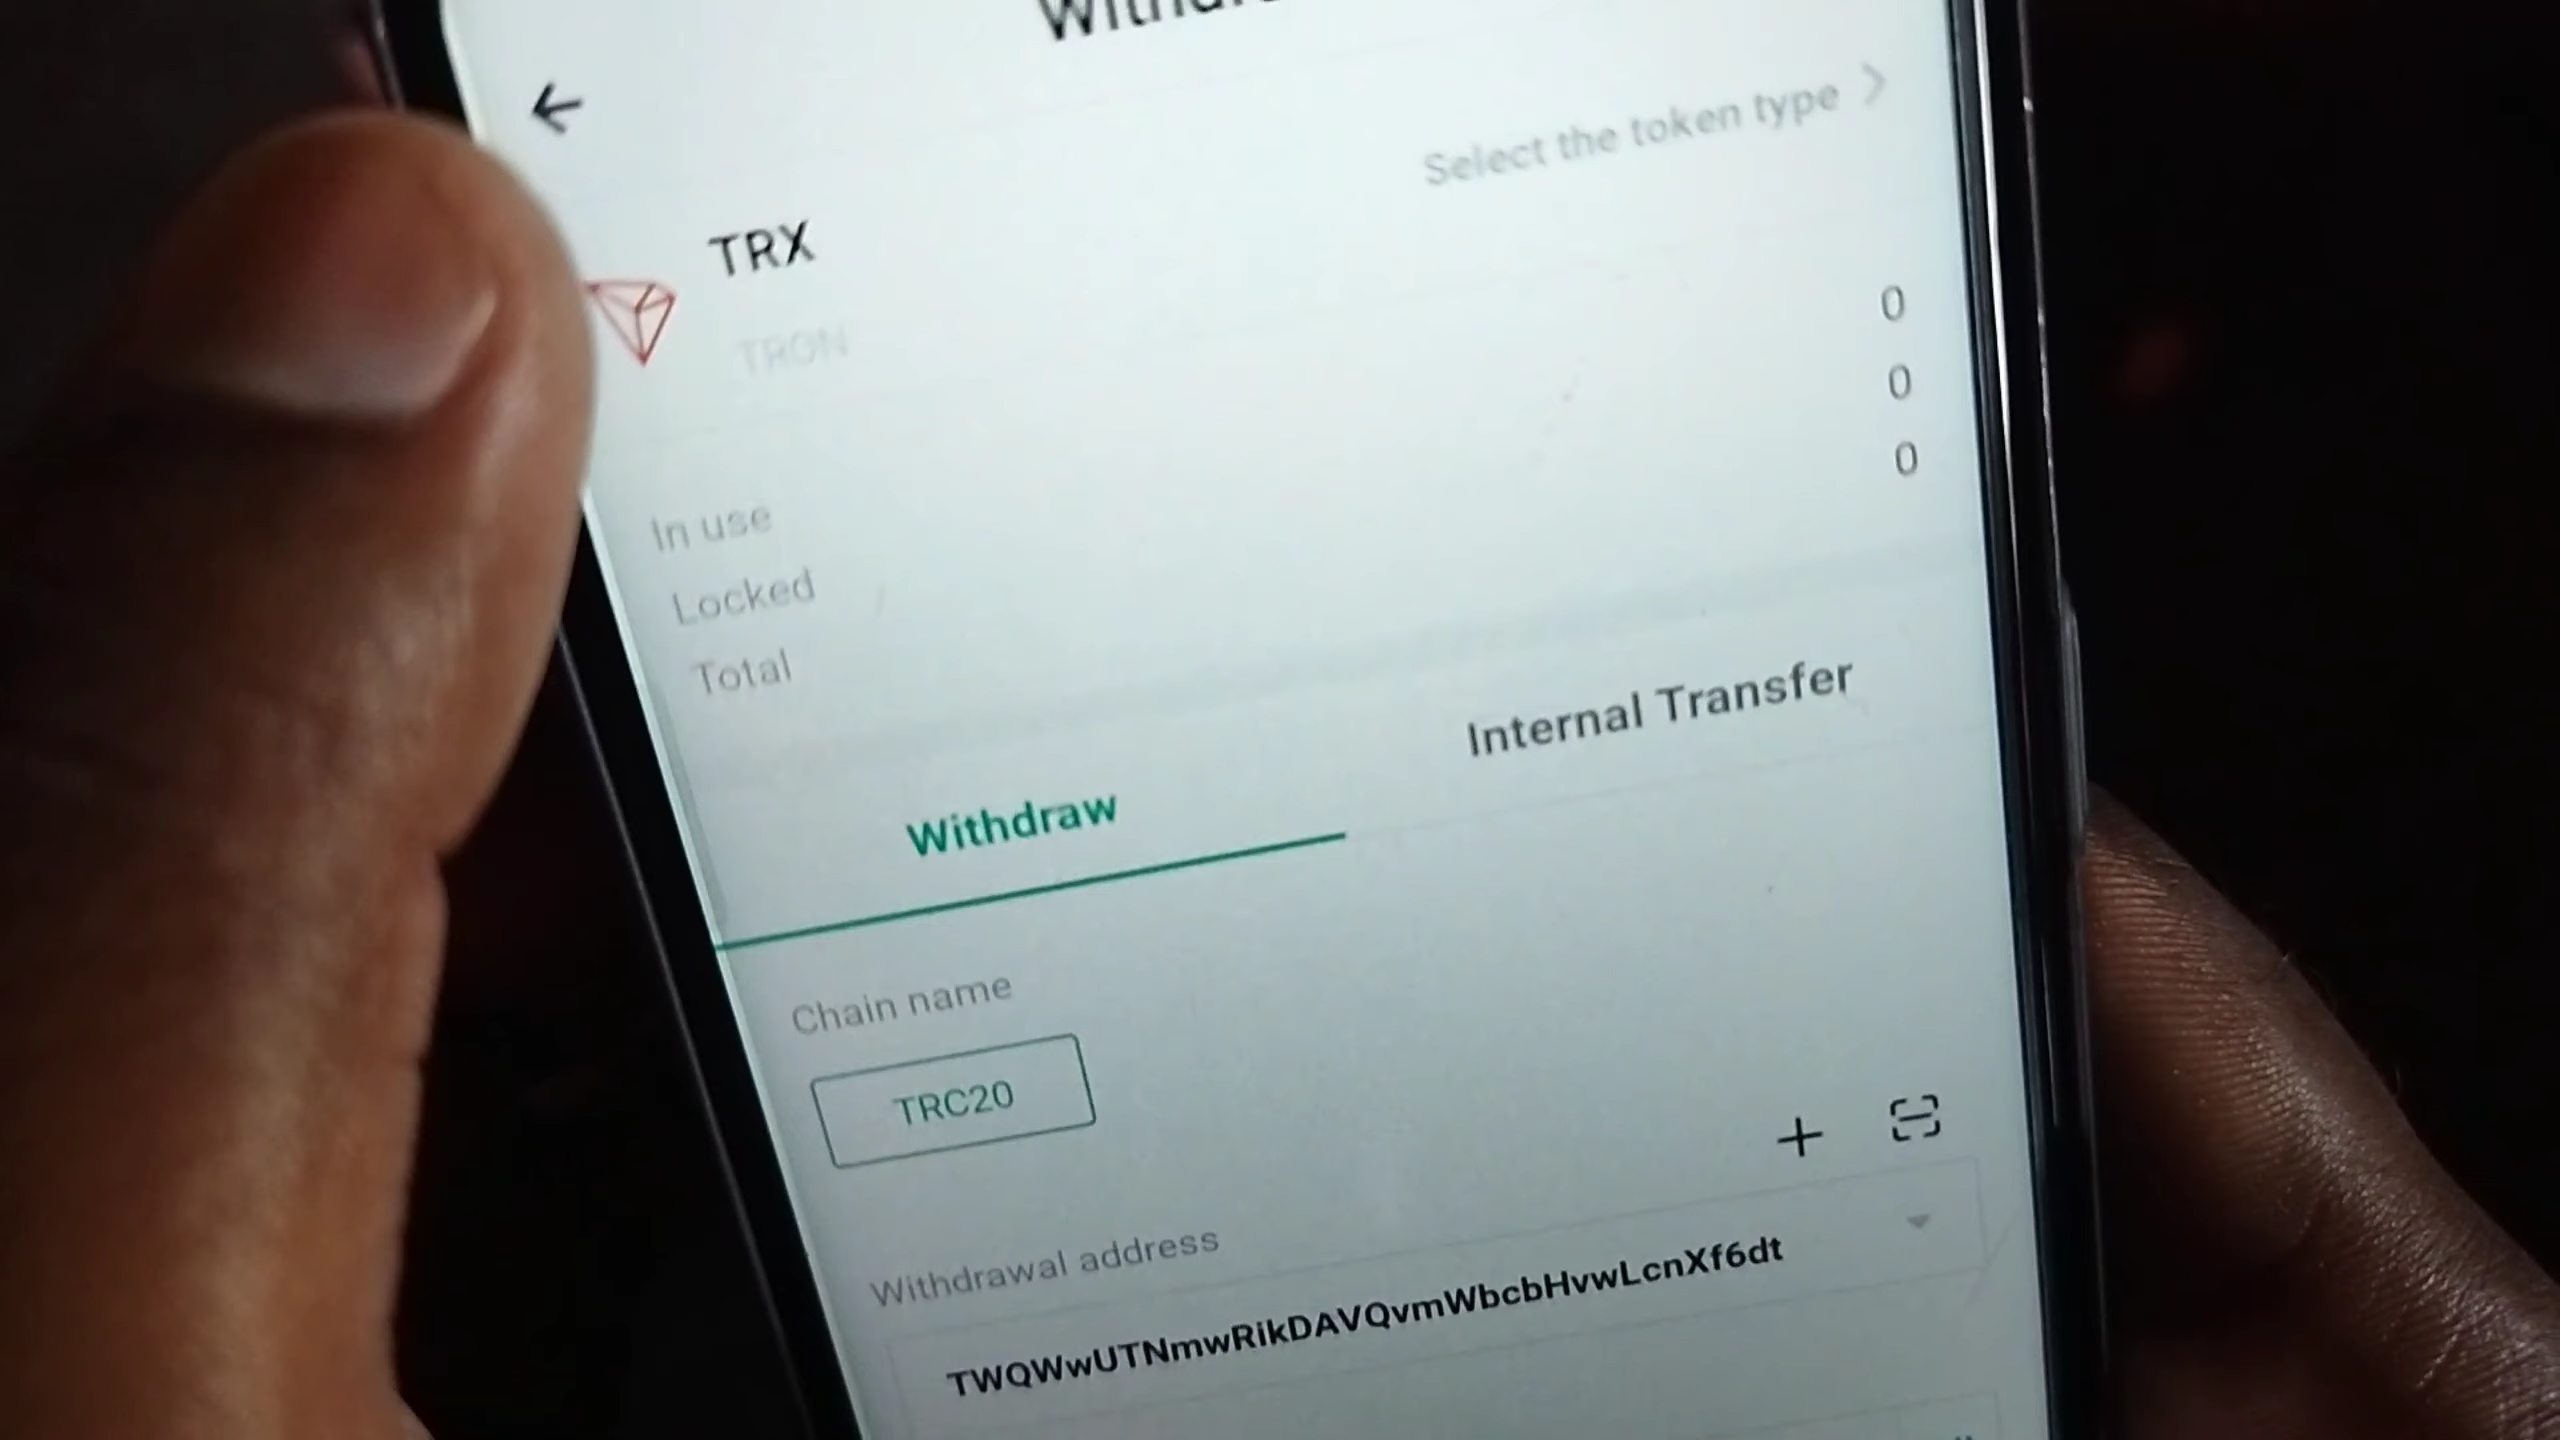 Select the token type
TRX
TRON
In use 0
Locked 0
Total 0
Withdraw Internal Transfer
Chain name
TRC20
Withdrawal address
TWQWwUTNmwRikDAVQvmWbcbHvwLcnXf6dt